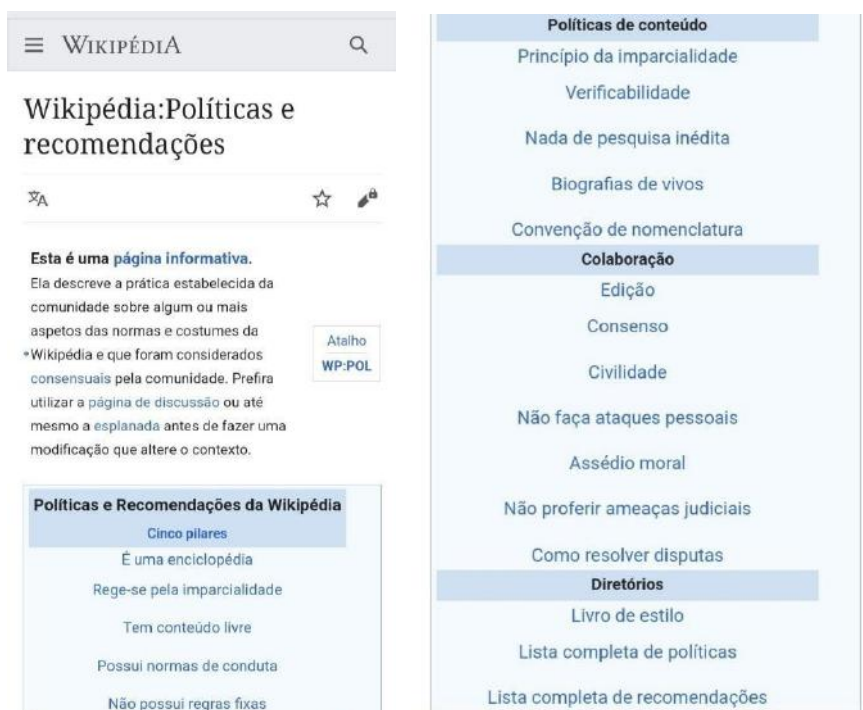 WIKIPÉDIA
Wikipédia:Políticas e
recomendações
Esta é uma página informativa.
Ela descreve a prática estabelecida da
comunidade sobre algum ou mais
aspetos das normas e costumes da
Wikipédia e que foram considerados
consensuais pela comunidade. Prefira
utilizar a página de discussão ou até
mesmo a esplanada antes de fazer uma
modificação que altere o contexto.
Atalho
WP:POL
Políticas e Recomendações da Wikipédia
Cinco pilares
É uma enciclopédia
Rege-se pela imparcialidade
Tem conteúdo livre
Possui normas de conduta
Não possui regras fixas
Políticas de conteúdo
Princípio da imparcialidade
Verificabilidade
Nada de pesquisa inédita
Biografias de vivos
Convenção de nomenclatura
Colaboração
Edição
Consenso
Civilidade
Não faça ataques pessoais
Assédio moral
Não proferir ameaças judiciais
Como resolver disputas
Diretórios
Livro de estilo
Lista completa de políticas
Lista completa de recomendações